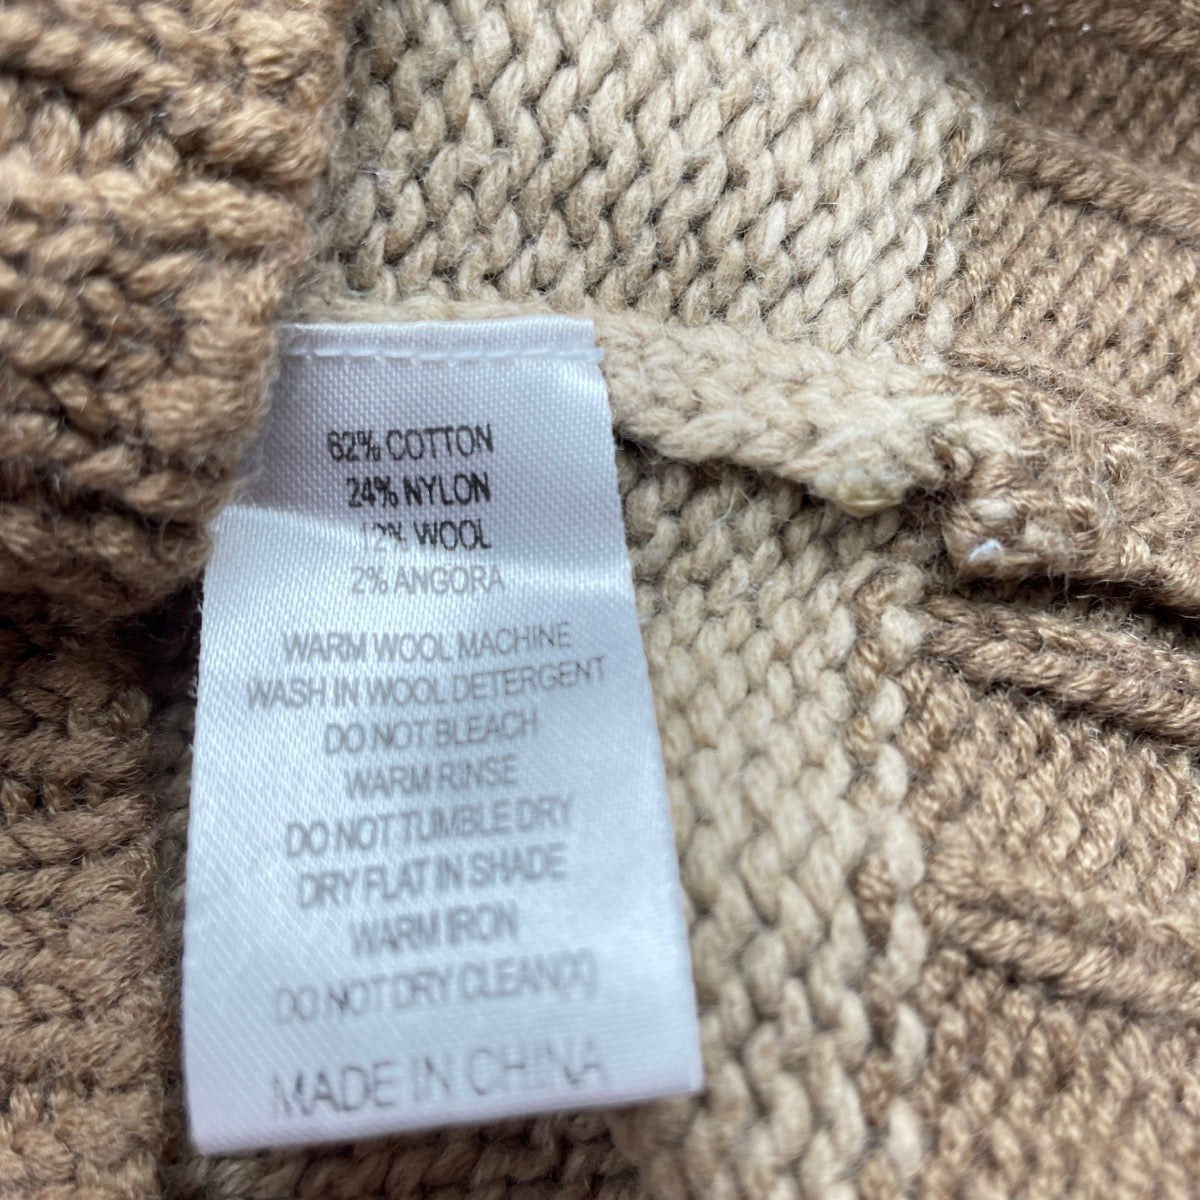 62% COTTON
24% NYLON
12% WOOL
2% ANGORA
WARM WOOL MACHINE
WASH IN WOOL DETERGENT
DO NOT BLEACH
WARM RINSE
DO NOT TUMBLE DRY
DRY FLAT IN SHADE
WARM IRON
DO NOT DRY CLEAN(X)
MADE IN CHINA